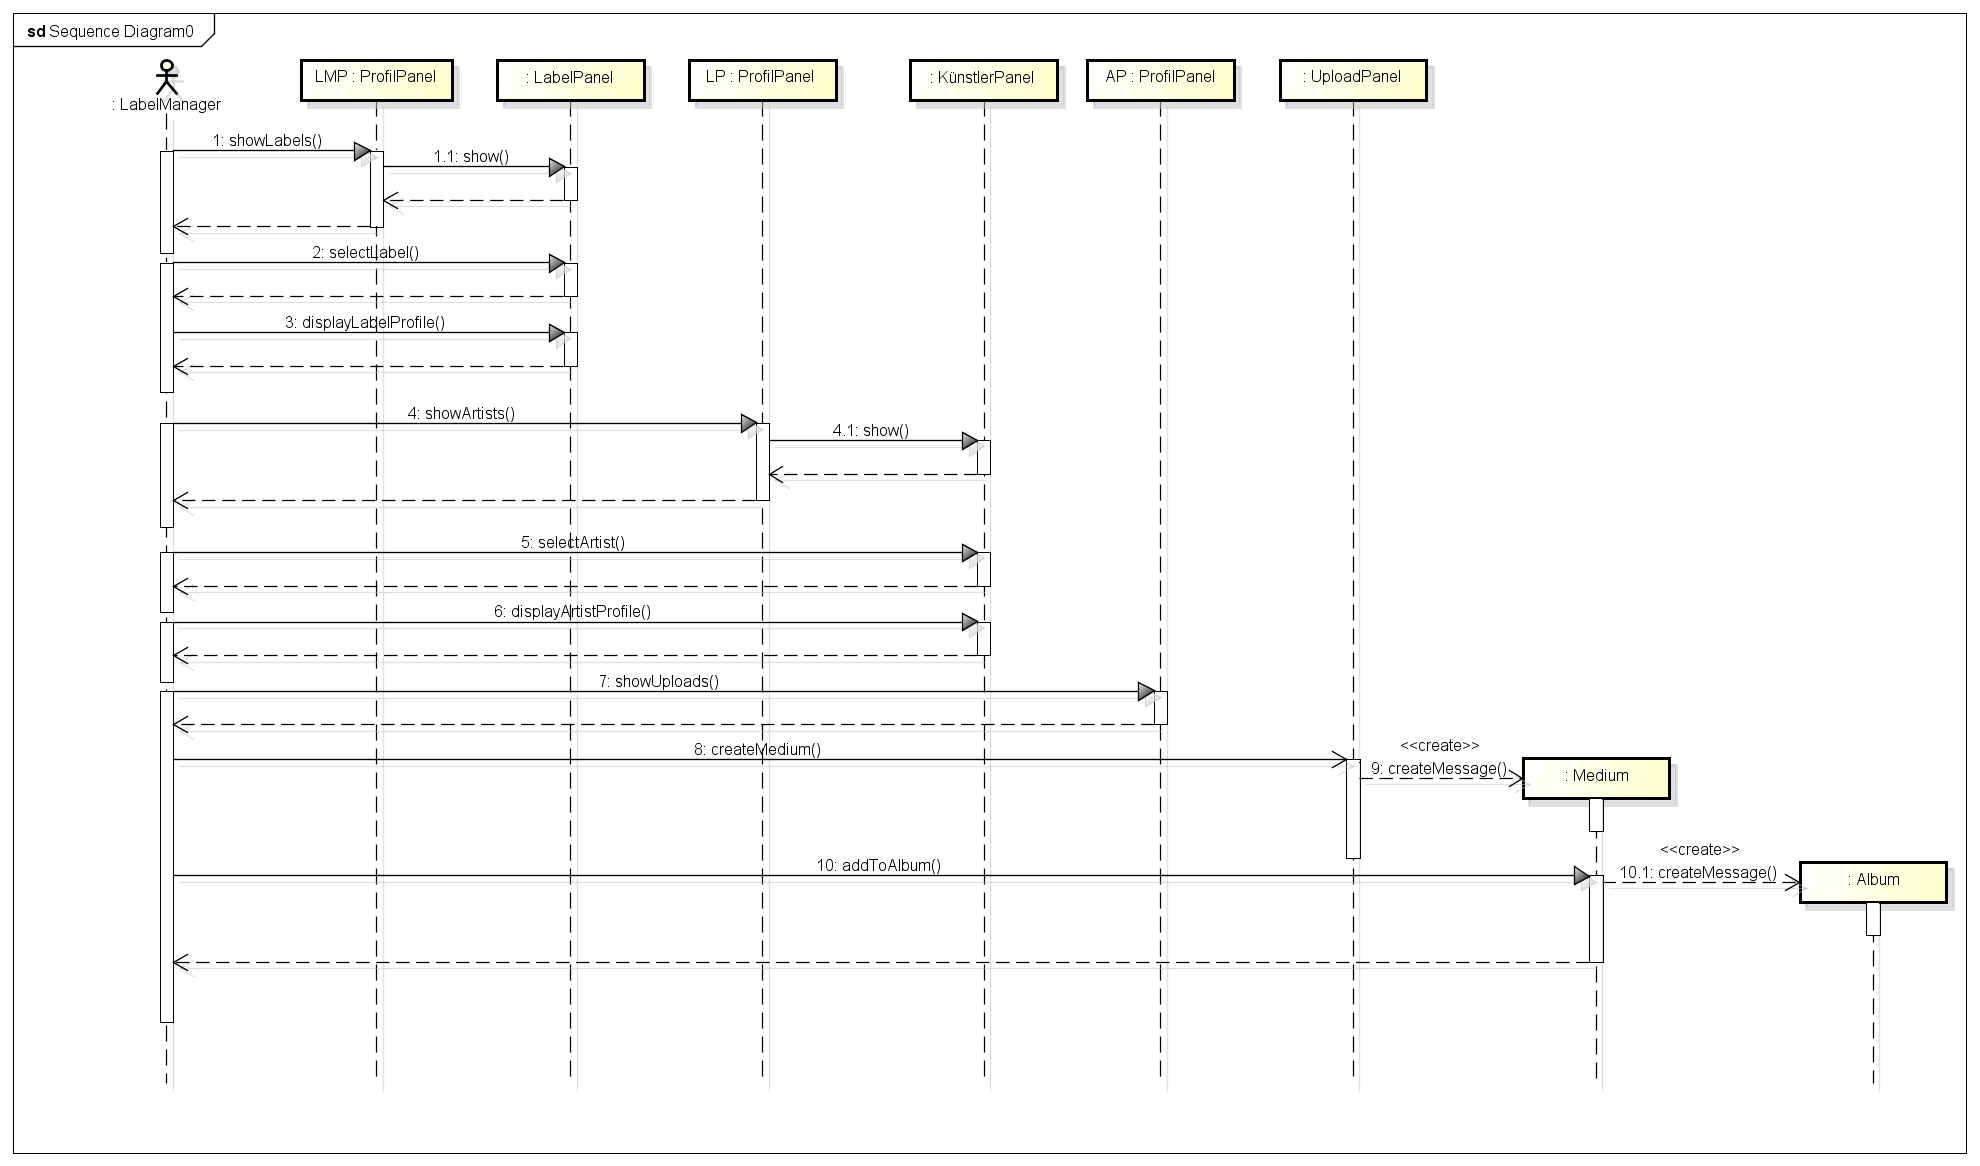 sd Sequence Diagram0
: LabelManager
LMP : ProfilPanel
: LabelPanel
LP : ProfilPanel
: KünstlerPanel
AP : ProfilPanel
: UploadPanel
1: showLabels()
1.1: show()
2: selectLabel()
3: displayLabelProfile()
4: showArtists()
4.1: show()
5: selectArtist()
6: displayArtistProfile()
7: showUploads()
8: createMedium()
<<create>>
9: createMessage()
: Medium
10: addToAlbum()
<<create>>
10.1: createMessage()
: Album